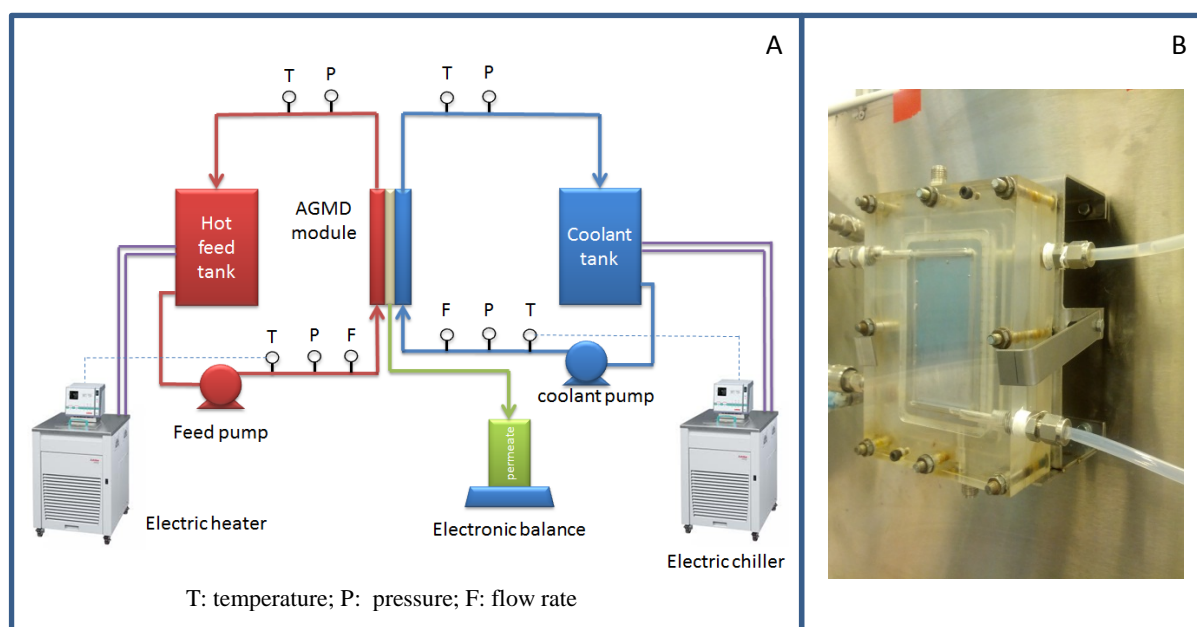 A
B
T
P
T
P
Hot
feed
tank
AGMD
module
Coolant
tank
T
P
F
F
P
T
Feed pump
coolant pump
permeate
Electric heater
Electronic balance
Electric chiller
T: temperature; P: pressure; F: flow rate